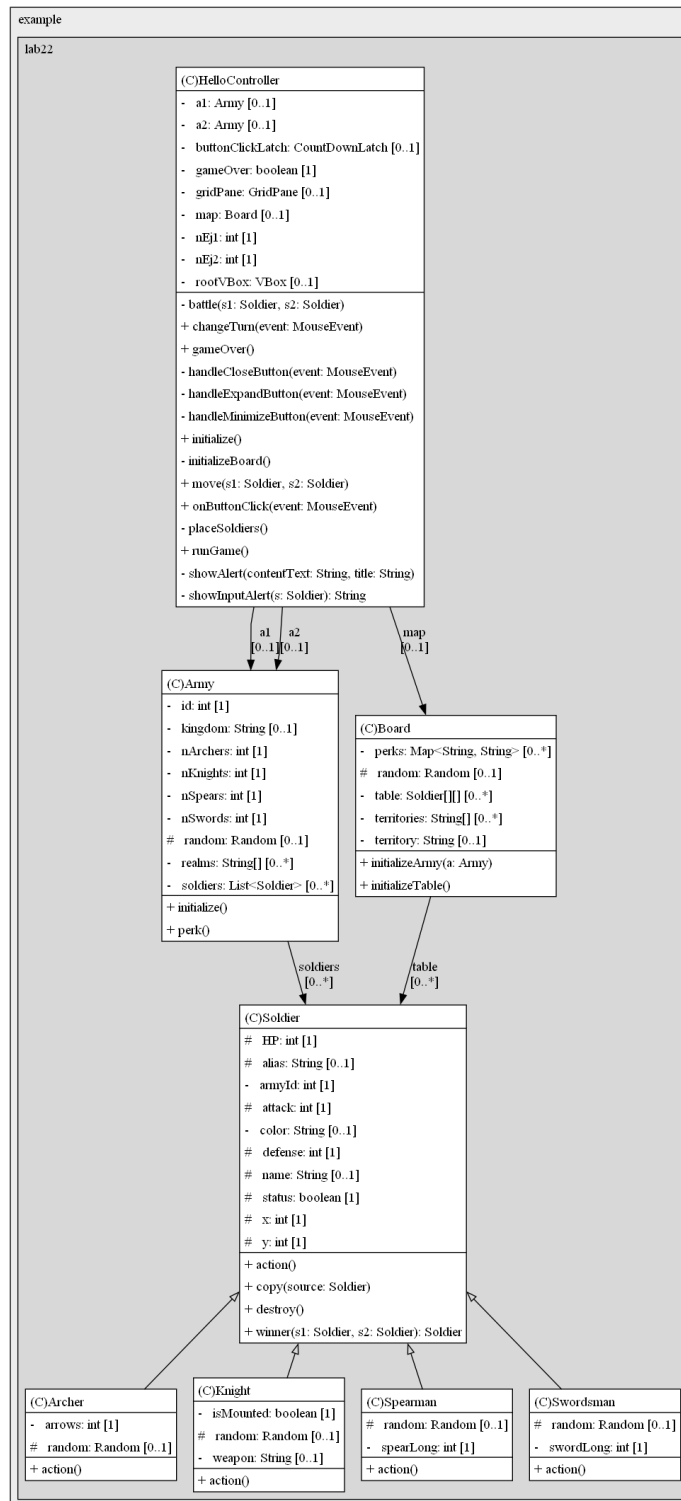 example
lab22
(C)HelloController
- a1: Army [0..1]
- a2: Army [0..1]
- buttonClickLatch: CountDownLatch [0..1]
- gameOver: boolean [1]
- gridPane: GridPane [0..1]
- map: Board [0..1]
- nEj1: int [1]
- nEj2: int [1]
- rootVBox: VBox [0..1]
- battle(s1: Soldier, s2: Soldier)
+ changeTurn(event: MouseEvent)
+ gameOver()
- handleCloseButton(event: MouseEvent)
- handleExpandButton(event: MouseEvent)
- handleMinimizeButton(event: MouseEvent)
+ initialize()
- initializeBoard()
+ move(s1: Soldier, s2: Soldier)
+ onButtonClick(event: MouseEvent)
- placeSoldiers()
+ runGame()
- showAlert(contentText: String, title: String)
- showInputAlert(s: Soldier): String
a1
[0..1]
a2
[0..1]
map
[0..1]
(C)Army
- id: int [1]
- kingdom: String [0..1]
- nArchers: int [1]
- nKnights: int [1]
- nSpears: int [1]
- nSwords: int [1]
# random: Random [0..1]
- realms: String[] [0..*]
- soldiers: List<Soldier> [0..*]
+ initialize()
+ perk()
(C)Board
- perks: Map<String, String> [0..*]
# random: Random [0..1]
- table: Soldier[][] [0..*]
- territories: String[] [0..*]
- territory: String [0..1]
+ initializeArmy(a: Army)
+ initializeTable()
soldiers
[0..*]
table
[0..*]
(C)Soldier
# HP: int [1]
# alias: String [0..1]
- armyId: int [1]
# attack: int [1]
- color: String [0..1]
# defense: int [1]
# name: String [0..1]
# status: boolean [1]
# x: int [1]
# y: int [1]
+ action()
+ copy(source: Soldier)
+ destroy()
+ winner(s1: Soldier, s2: Soldier): Soldier
(C)Archer
- arrows: int [1]
# random: Random [0..1]
+ action()
(C)Knight
- isMounted: boolean [1]
# random: Random [0..1]
- weapon: String [0..1]
+ action()
(C)Spearman
# random: Random [0..1]
- spearLong: int [1]
+ action()
(C)Swordsman
# random: Random [0..1]
- swordLong: int [1]
+ action()